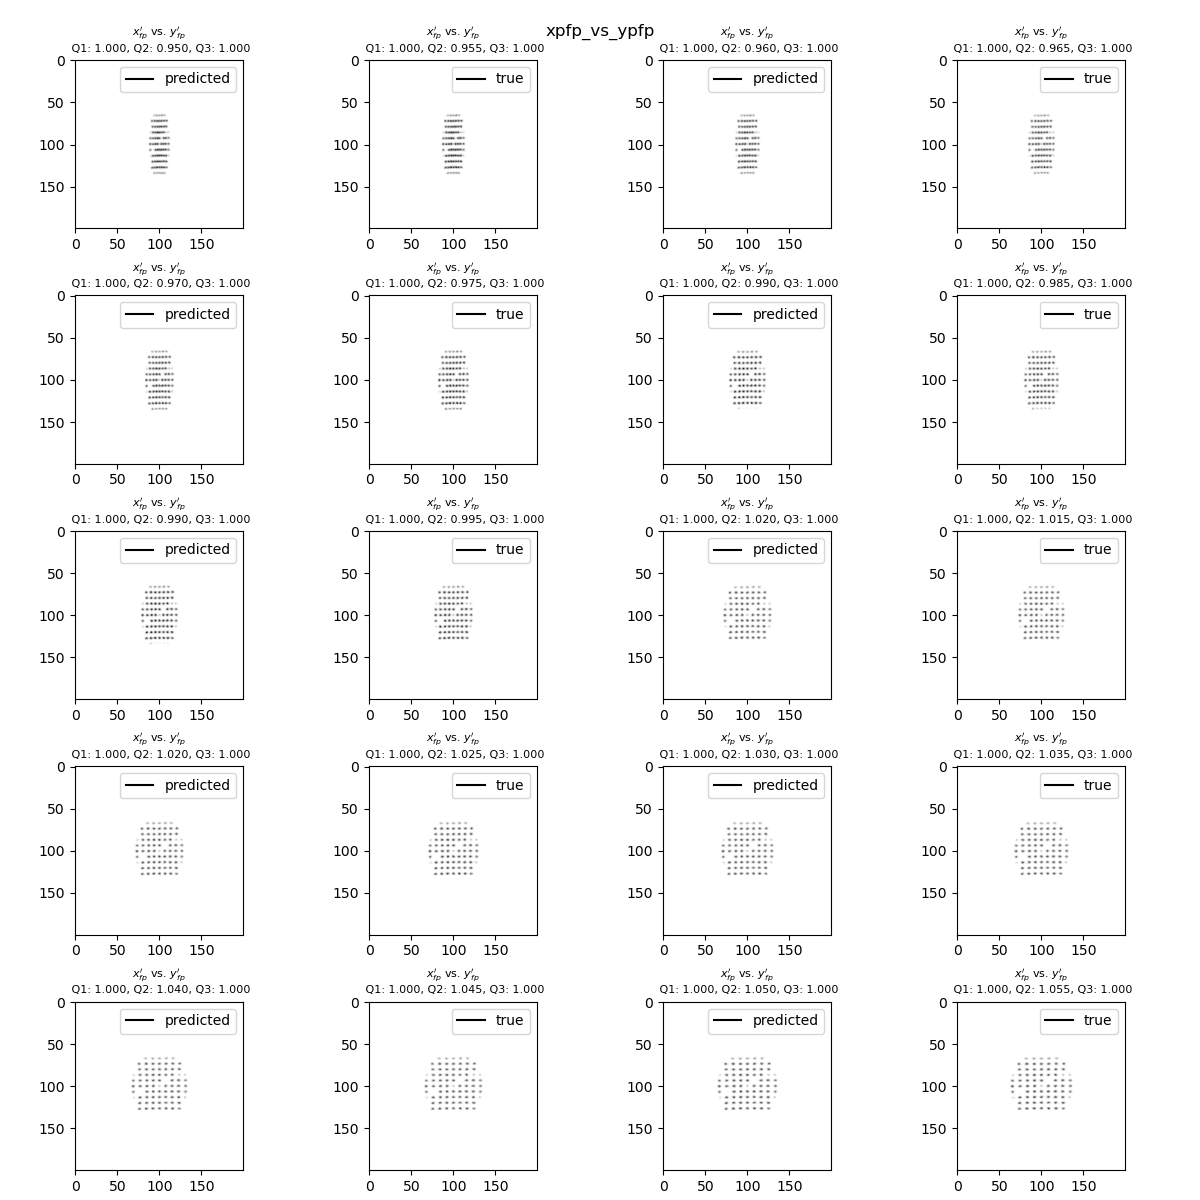 xpfp_vs_ypfp
x'fp vs. y'fp x'fp vs. y'fp x'fp vs. y'fp x'fp vs. y'fp
Q1: 1.000, Q2: 0.950, Q3: 1.000 Q1: 1.000, Q2: 0.955, Q3: 1.000 Q1: 1.000, Q2: 0.960, Q3: 1.000 Q1: 1.000, Q2: 0.965, Q3: 1.000
0 0 0 0
predicted true predicted true
50 50 50 50
100 100 100 100
150 150 150 150
0 50 100 150 0 50 100 150 0 50 100 150 0 50 100 150
x'fp vs. y'fp x'fp vs. y'fp x'fp vs. y'fp x'fp vs. y'fp
Q1: 1.000, Q2: 0.970, Q3: 1.000 Q1: 1.000, Q2: 0.975, Q3: 1.000 Q1: 1.000, Q2: 0.990, Q3: 1.000 Q1: 1.000, Q2: 0.985, Q3: 1.000
0 0 0 0
predicted true predicted true
50 50 50 50
100 100 100 100
150 150 150 150
0 50 100 150 0 50 100 150 0 50 100 150 0 50 100 150
x'fp vs. y'fp x'fp vs. y'fp x'fp vs. y'fp x'fp vs. y'fp
Q1: 1.000, Q2: 0.990, Q3: 1.000 Q1: 1.000, Q2: 0.995, Q3: 1.000 Q1: 1.000, Q2: 1.020, Q3: 1.000 Q1: 1.000, Q2: 1.015, Q3: 1.000
0 0 0 0
predicted true predicted true
50 50 50 50
100 100 100 100
150 150 150 150
0 50 100 150 0 50 100 150 0 50 100 150 0 50 100 150
x'fp vs. y'fp x'fp vs. y'fp x'fp vs. y'fp x'fp vs. y'fp
Q1: 1.000, Q2: 1.020, Q3: 1.000 Q1: 1.000, Q2: 1.025, Q3: 1.000 Q1: 1.000, Q2: 1.030, Q3: 1.000 Q1: 1.000, Q2: 1.035, Q3: 1.000
0 0 0 0
predicted true predicted true
50 50 50 50
100 100 100 100
150 150 150 150
0 50 100 150 0 50 100 150 0 50 100 150 0 50 100 150
x'fp vs. y'fp x'fp vs. y'fp x'fp vs. y'fp x'fp vs. y'fp
Q1: 1.000, Q2: 1.040, Q3: 1.000 Q1: 1.000, Q2: 1.045, Q3: 1.000 Q1: 1.000, Q2: 1.050, Q3: 1.000 Q1: 1.000, Q2: 1.055, Q3: 1.000
0 0 0 0
predicted true predicted true
50 50 50 50
100 100 100 100
150 150 150 150
0 50 100 150 0 50 100 150 0 50 100 150 0 50 100 150